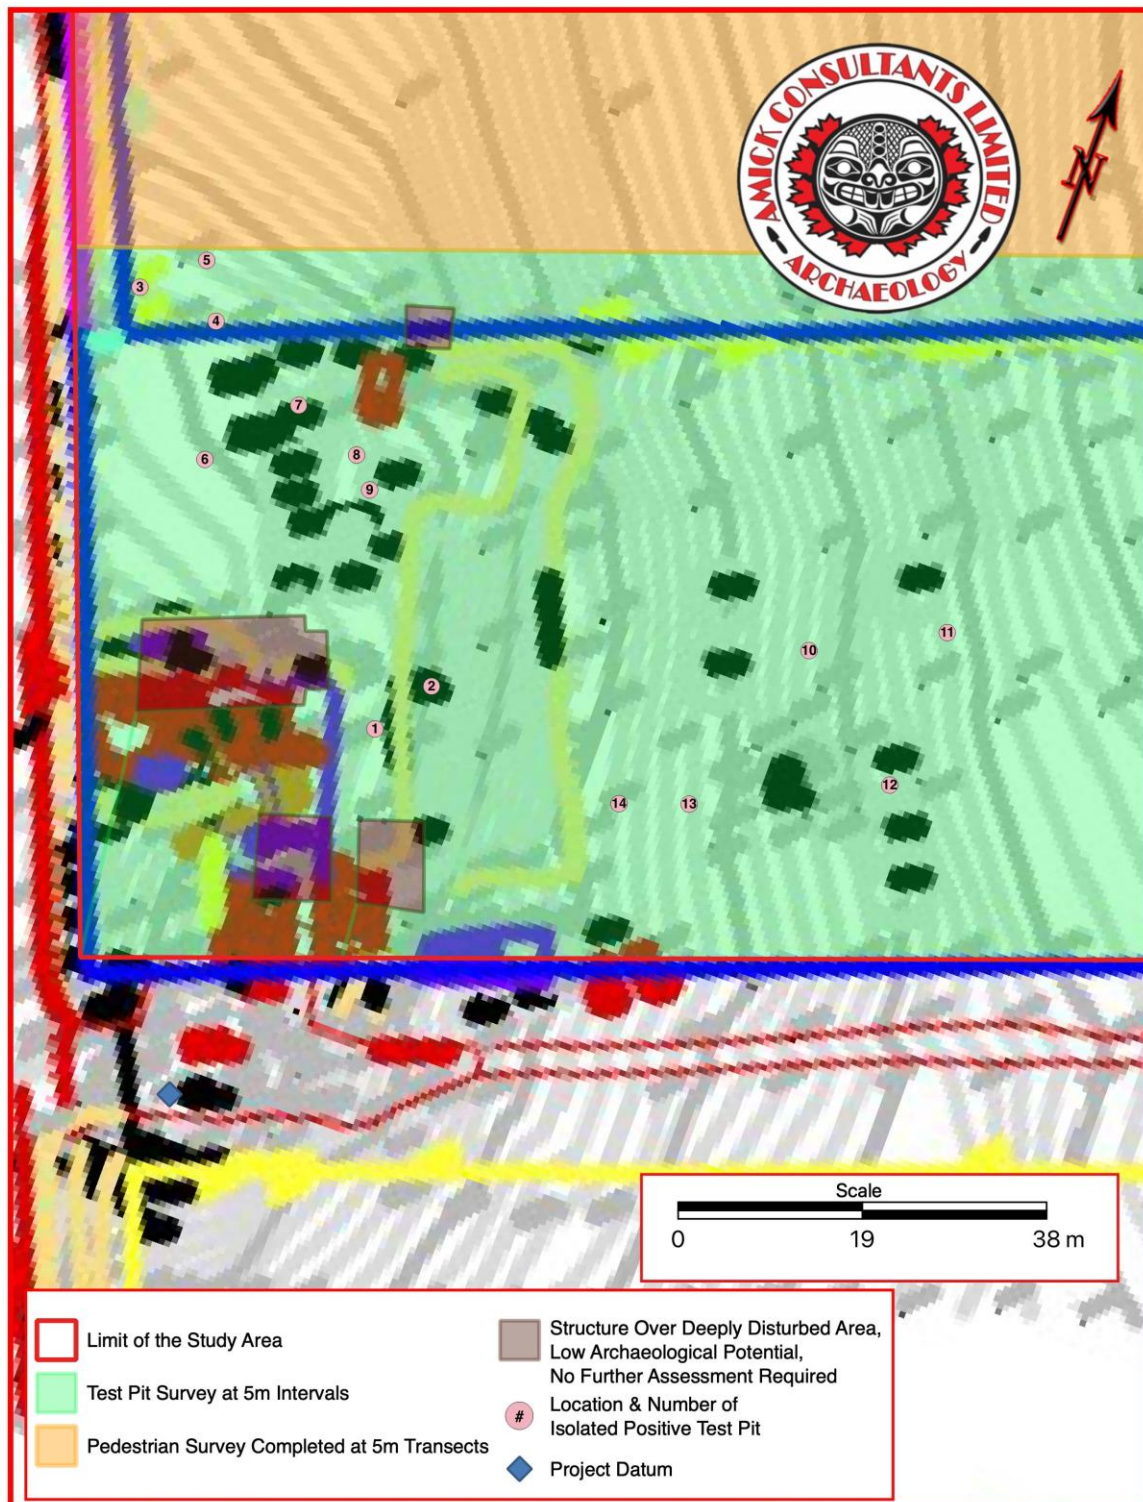 AMICK CONSULTANTS LIMITED
ARCHAEOLOGY
N
5
3
4
7
6
8
9
11
10
2
1
12
14
13
Scale
0 19 38 m
Limit of the Study Area
Test Pit Survey at 5m Intervals
Pedestrian Survey Completed at 5m Transects
Structure Over Deeply Disturbed Area,
Low Archaeological Potential,
No Further Assessment Required
#
Location & Number of
Isolated Positive Test Pit
Project Datum